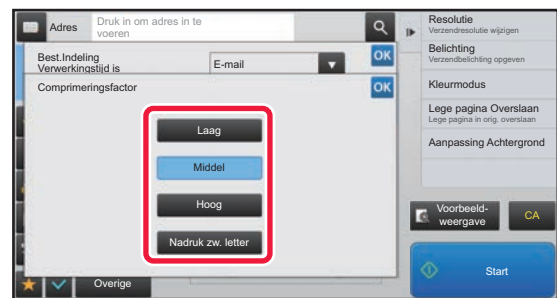 Adres
Druk in om adres in te
voeren
Best.Indeling
Verwerkingstijd is
E-mail
OK
Comprimeringsfactor
OK
Laag
Middel
Hoog
Nadruk zw. letter
Overige
Resolutie
Verzendresolutie wijzigen
Belichting
Verzendbelichting opgeven
Kleurmodus
Lege pagina Overslaan
Lege pagina in orig. overslaan
Aanpassing Achtergrond
Voorbeeld-
weergave
CA
Start